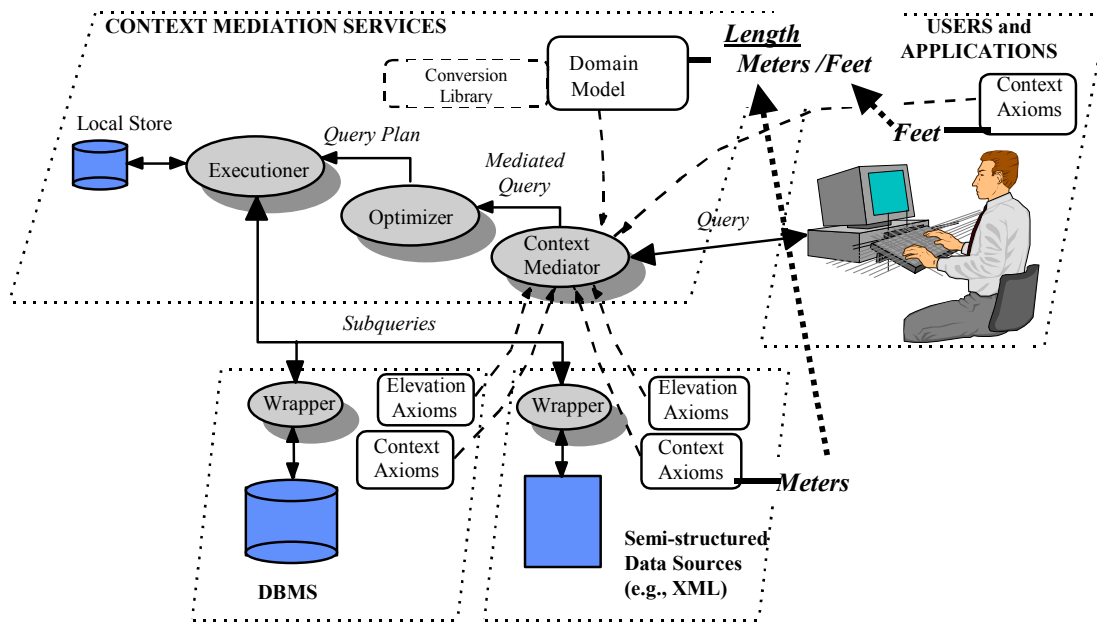 CONTEXT MEDIATION SERVICES
Length
Meters /Feet
USERS and
APPLICATIONS
Conversion
Library
Domain
Model
Context
Axioms
Feet
Local Store
Query Plan
Executioner
Mediated
Query
Optimizer
Query
Context
Mediator
Subqueries
Wrapper
Elevation
Axioms
Context
Axioms
Wrapper
Elevation
Axioms
Context
Axioms
Meters
DBMS
Semi-structured
Data Sources
(e.g., XML)